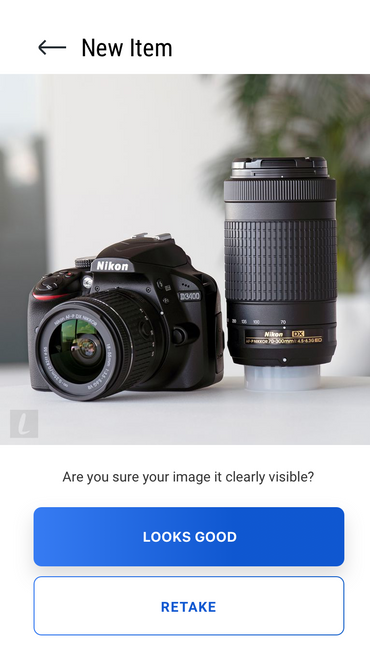 New Item
Nikon
D3400
70
Nikon DX
AF-P NIKKOR 70-300mm 1:4.5-6.3G ED
Are you sure your image it clearly visible?
LOOKS GOOD
RETAKE